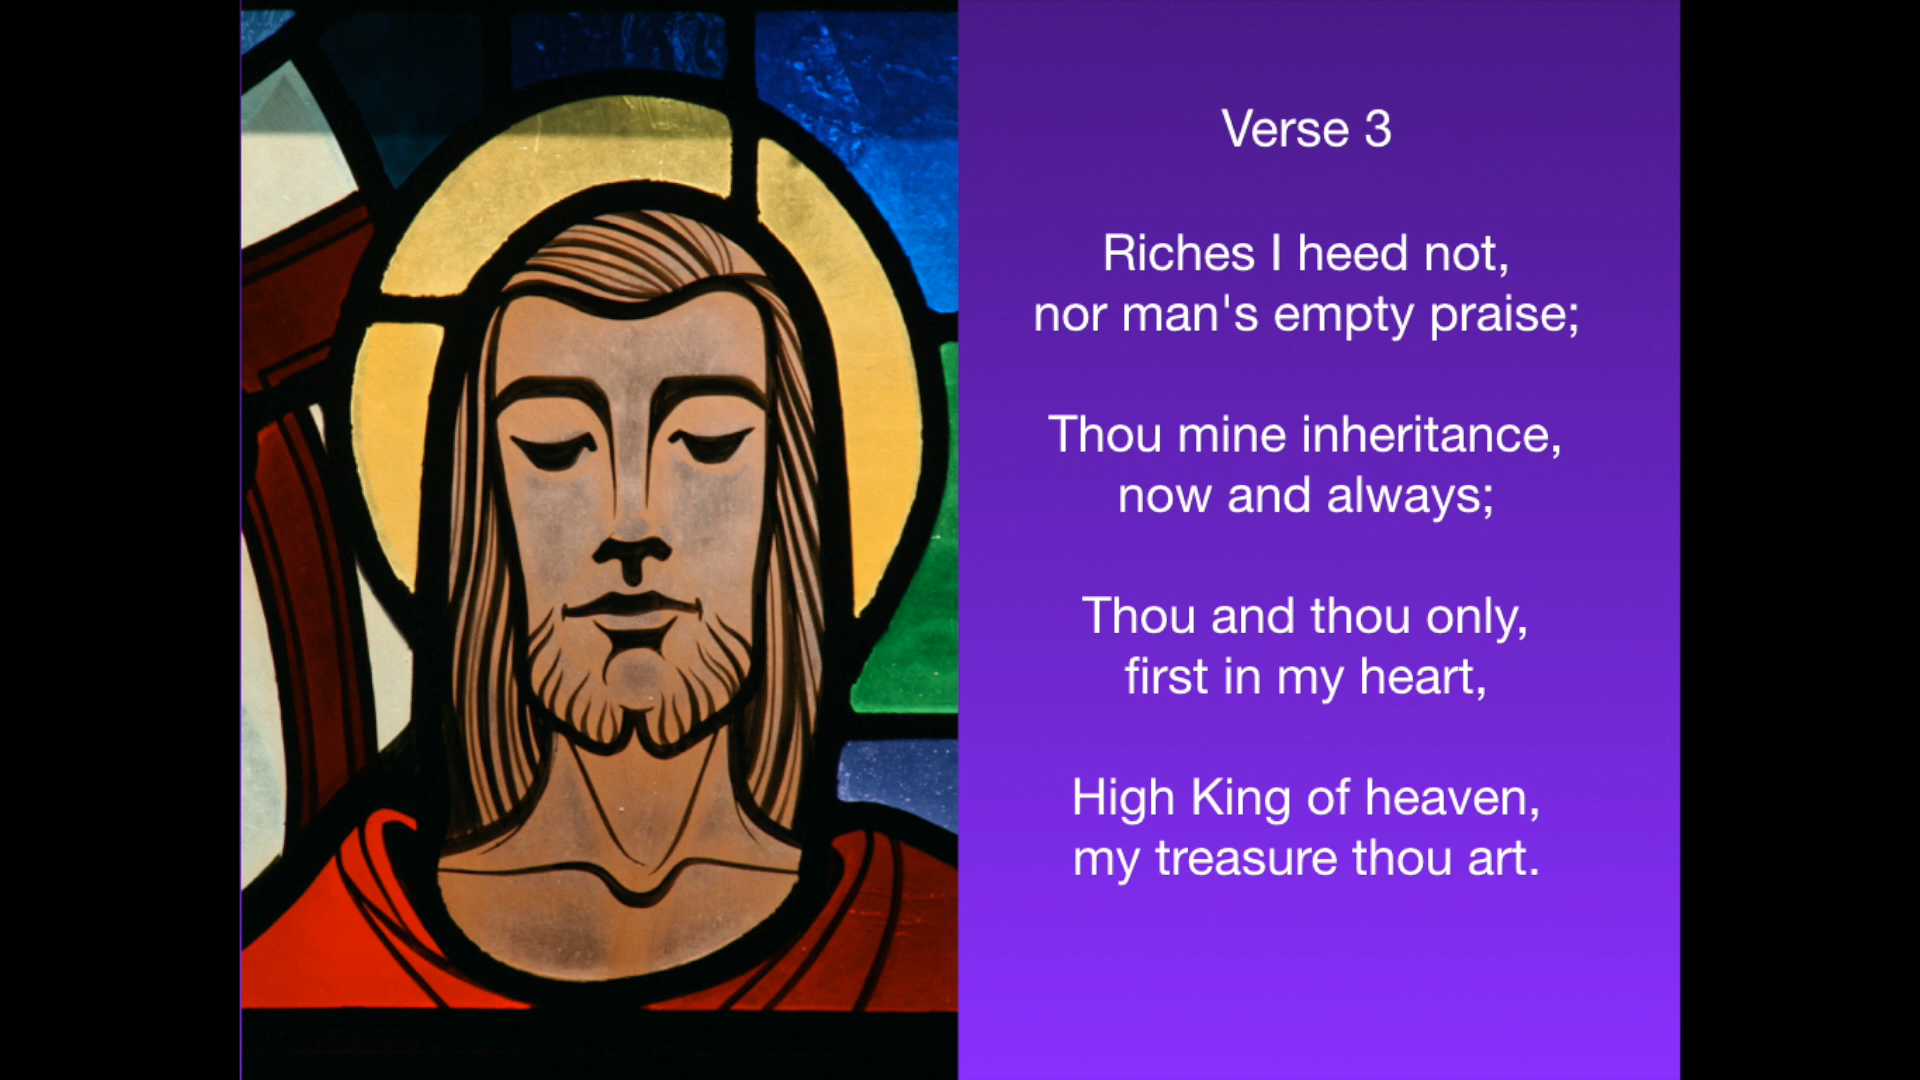 Verse 3
Riches I heed not,
nor man's empty praise;
Thou mine inheritance,
now and always;
Thou and thou only,
first in my heart,
High King of heaven,
my treasure thou art.